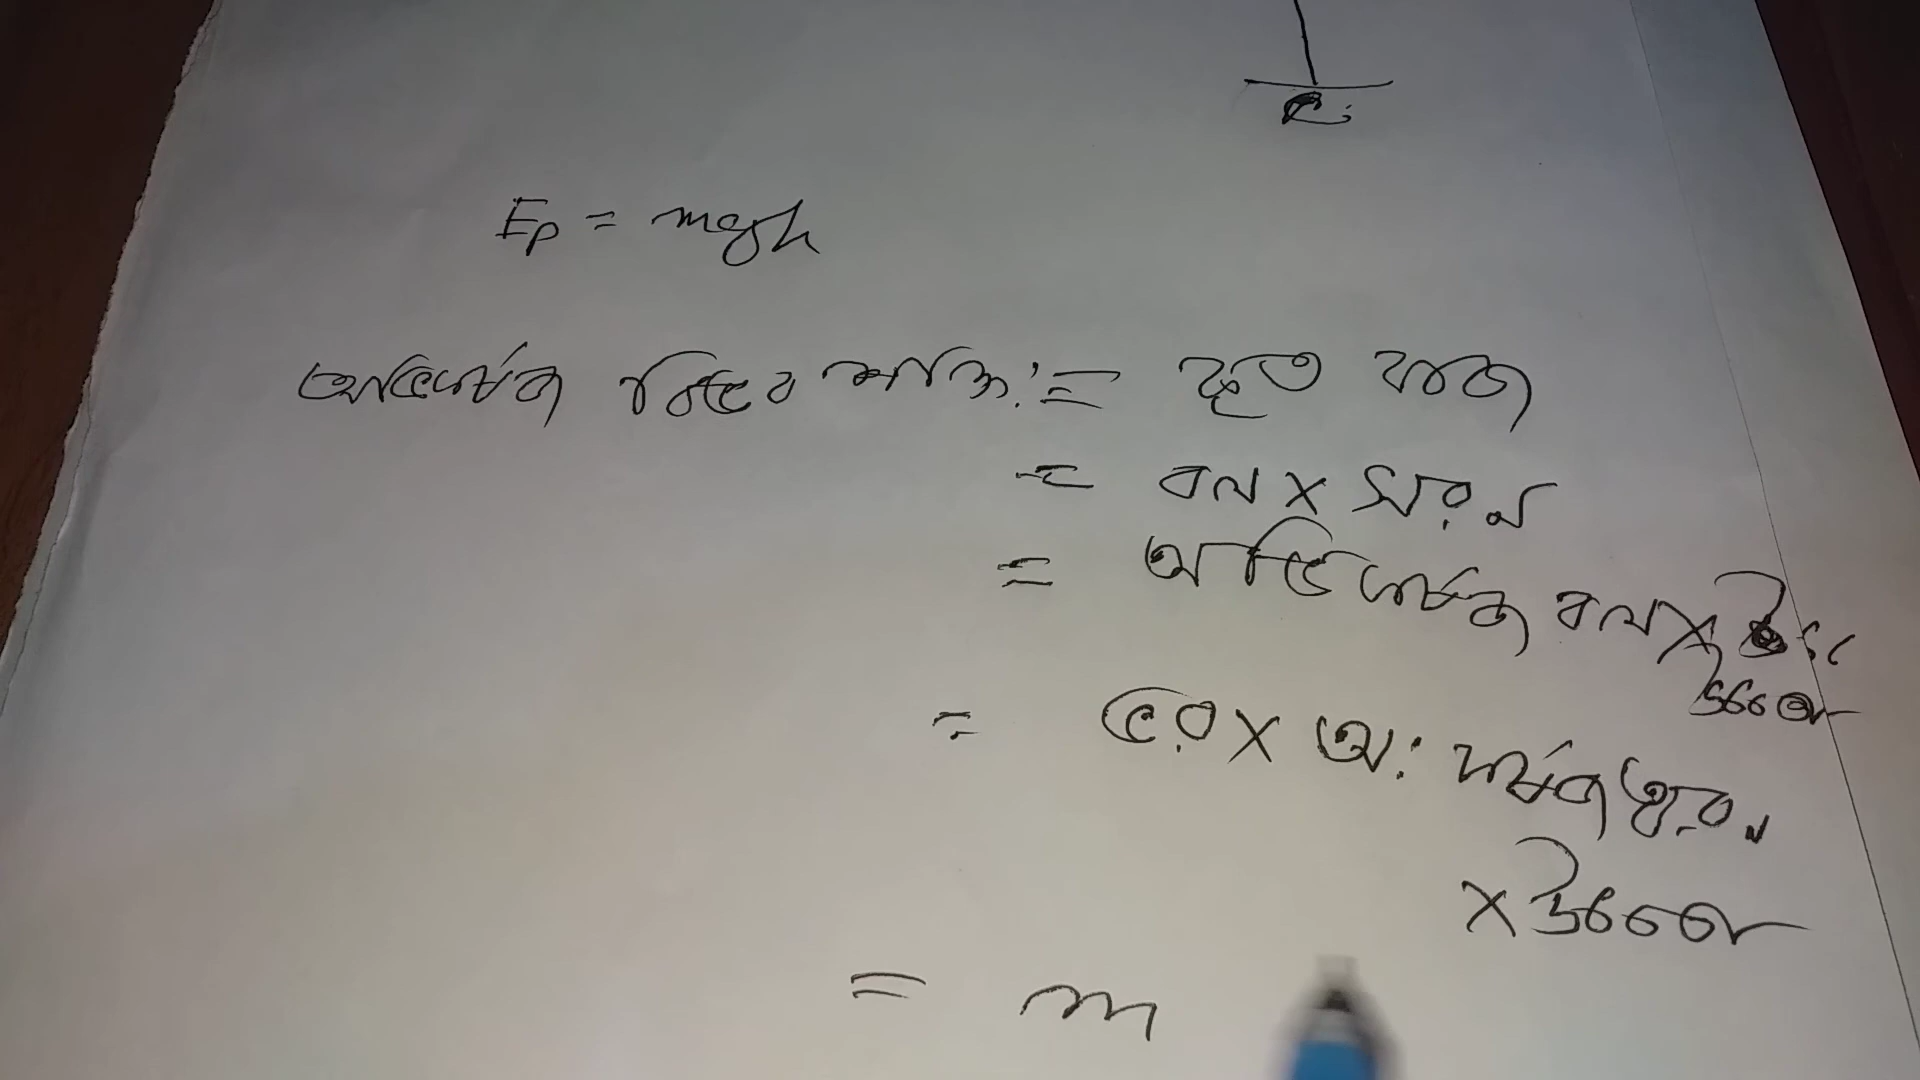 C
Ep = mgh
অভিকর্ষজ বিভব শক্তি = কৃত কাজ
= বল × সরণ
= অভিকর্ষজ বল ×
উচ্চতা
= ভর × অ: কর্ষজ ত্বরণ
× উচ্চতা
= m